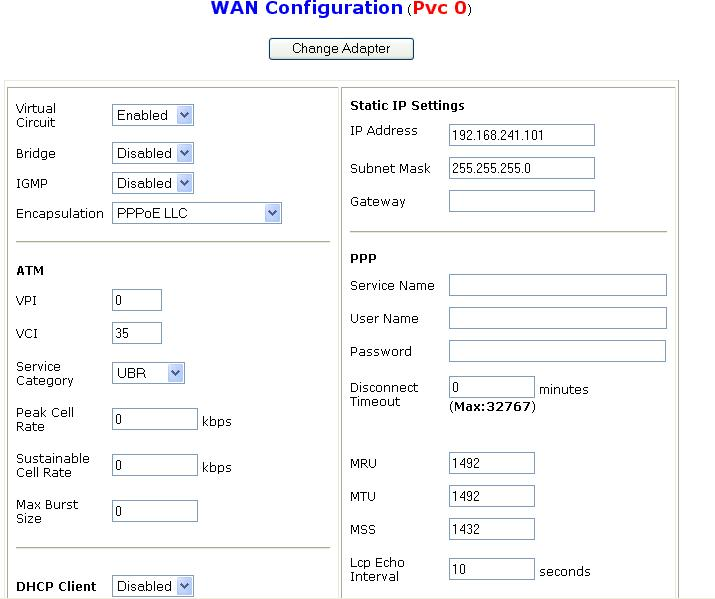 WAN Configuration (Pvc 0)
Change Adapter
Virtual Circuit Enabled
Bridge Disabled
IGMP Disabled
Encapsulation PPPoE LLC
ATM
VPI 0
VCI 35
Service Category UBR
Peak Cell Rate 0 kbps
Sustainable Cell Rate 0 kbps
Max Burst Size 0
DHCP Client Disabled
Static IP Settings
IP Address 192.168.241.101
Subnet Mask 255.255.255.0
Gateway
PPP
Service Name
User Name
Password
Disconnect Timeout 0 minutes
(Max:32767)
MRU 1492
MTU 1492
MSS 1432
Lcp Echo Interval 10 seconds